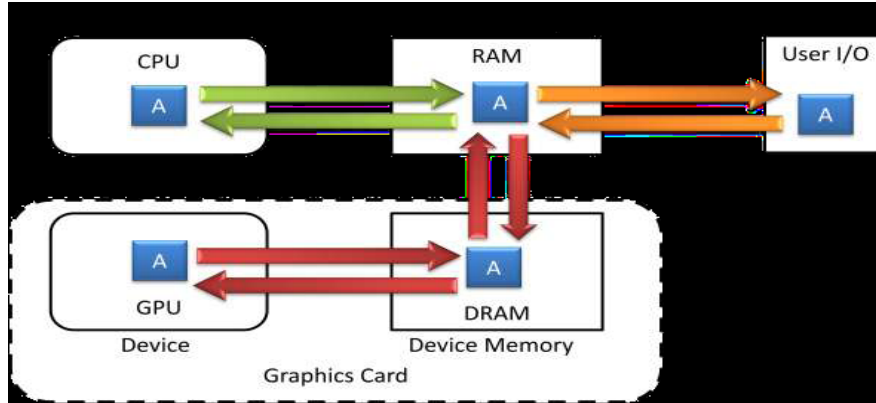 CPU
RAM
User I/O
A
A
A
A
A
GPU
DRAM
Device
Device Memory
Graphics Card